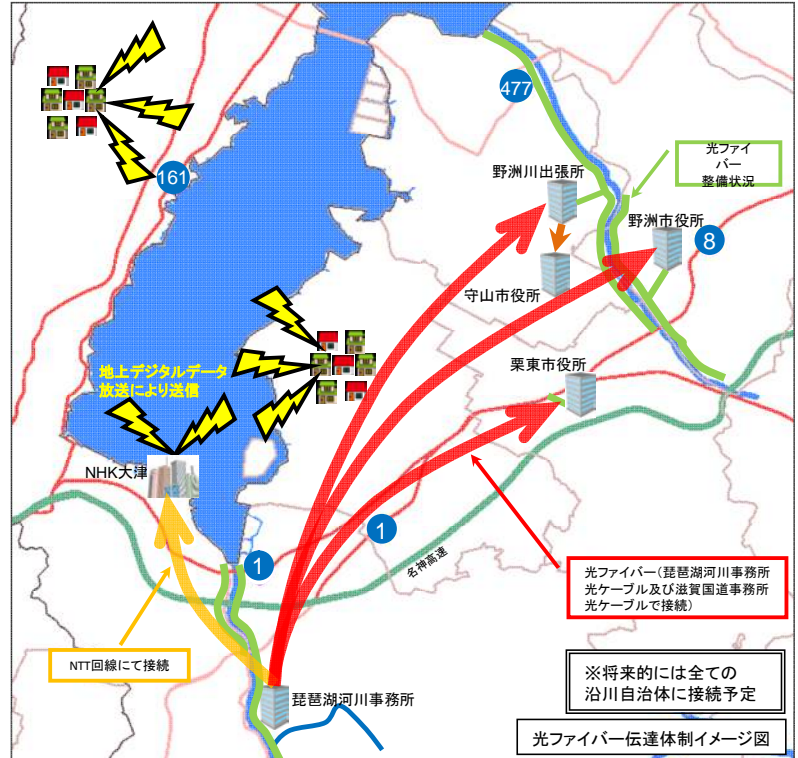 477
光ファイ
バー
整備状況
161
野洲川出張所
野洲市役所
8
守山市役所
地上デジタルデータ
放送により送信
栗東市役所
NHK大津
1
1
名神高速
光ファイバー(琵琶湖河川事務所
光ケーブル及び滋賀国道事務所
光ケーブルで接続)
NTT回線にて接続
※将来的には全ての
沿川自治体に接続予定
琵琶湖河川事務所
光ファイバー伝達体制イメージ図